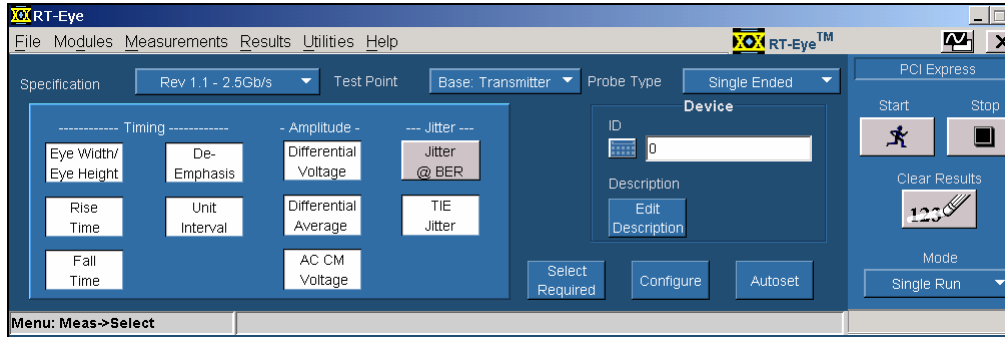 RT-Eye
File Modules Measurements Results Utilities Help RT-Eye™
Specification Rev 1.1 - 2.5Gb/s Test Point Base: Transmitter Probe Type Single Ended
PCI Express
------------ Timing ------------ - Amplitude - --- Jitter ---
Eye Width/
Eye Height
De-
Emphasis
Differential
Voltage
Jitter
@ BER
Rise
Time
Unit
Interval
Differential
Average
TIE
Jitter
Fall
Time
AC CM
Voltage
Device
ID
0
Description
Edit
Description
Select
Required
Configure
Autoset
Start Stop
Clear Results
123
Mode
Single Run
Menu: Meas->Select